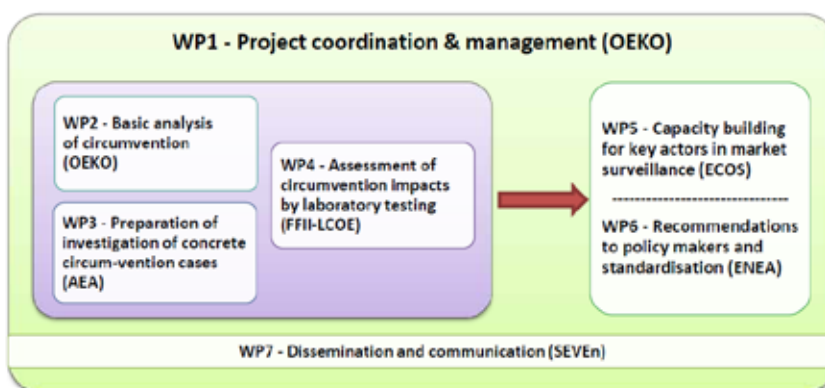 WP1 - Project coordination & management (OEKO)
WP2 - Basic analysis
of circumvention
(OEKO)
WP3 - Preparation of
investigation of concrete
circum-vention cases
(AEA)
WP4 - Assessment of
circumvention impacts
by laboratory testing
(FFII-LCOE)
WP5 - Capacity building
for key actors in market
surveillance (ECOS)
WP6 - Recommendations
to policy makers and
standardisation (ENEA)
WP7 - Dissemination and communication (SEVEn)